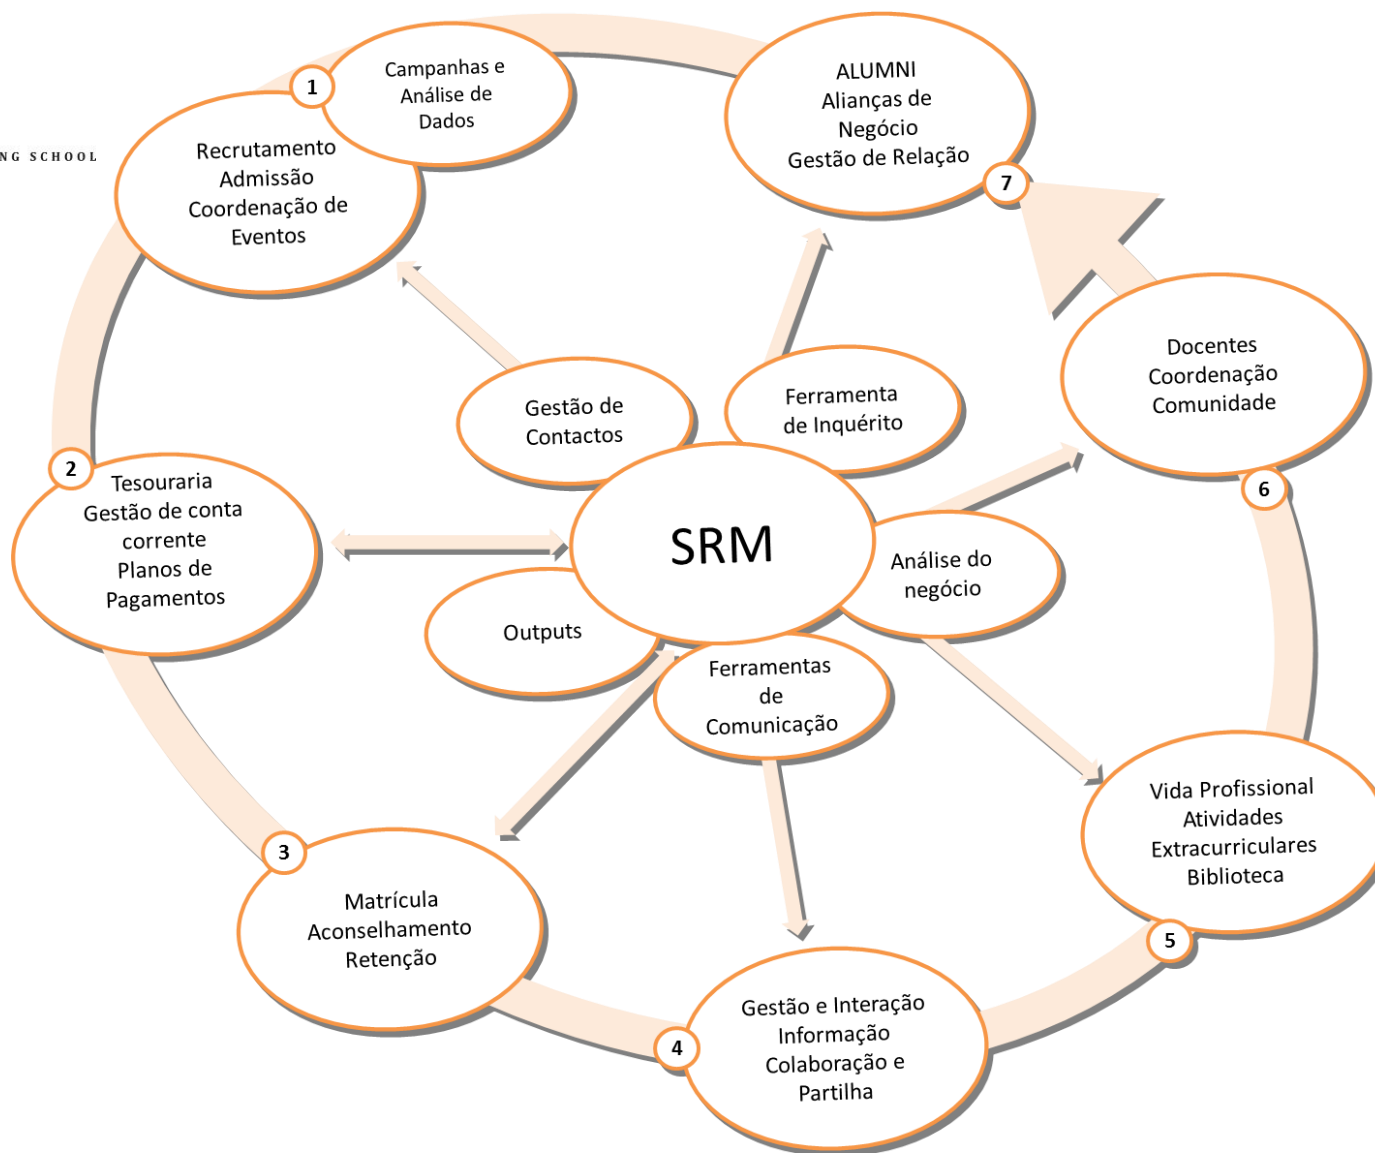 NG SCHOOL
1
Campanhas e
Análise de
Dados
Recrutamento
Admissão
Coordenação de
Eventos
ALUMNI
Alianças de
Negócio
Gestão de Relação
7
Docentes
Coordenação
Comunidade
6
Gestão de
Contactos
Ferramenta
de Inquérito
2
Tesouraria
Gestão de conta
corrente
Planos de
Pagamentos
SRM
Análise do
negócio
Outputs
Ferramentas
de
Comunicação
3
Matrícula
Aconselhamento
Retenção
Vida Profissional
Atividades
Extracurriculares
Biblioteca
5
4
Gestão e Interação
Informação
Colaboração e
Partilha